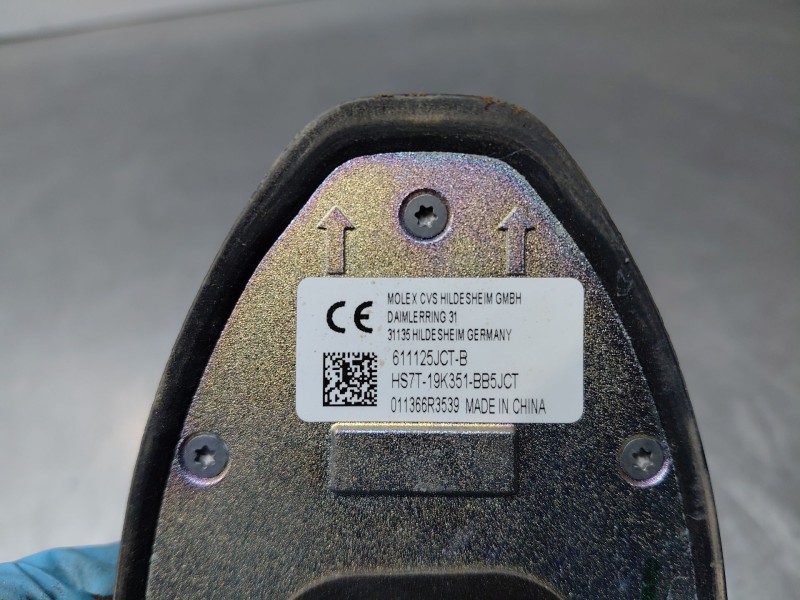 CE
MOLEX CVS HILDESHEIM GMBH
DAIMLERRING 31
31135 HILDESHEIM GERMANY
611125JCT-B
HS7T-19K351-BB5JCT
011366R3539 MADE IN CHINA